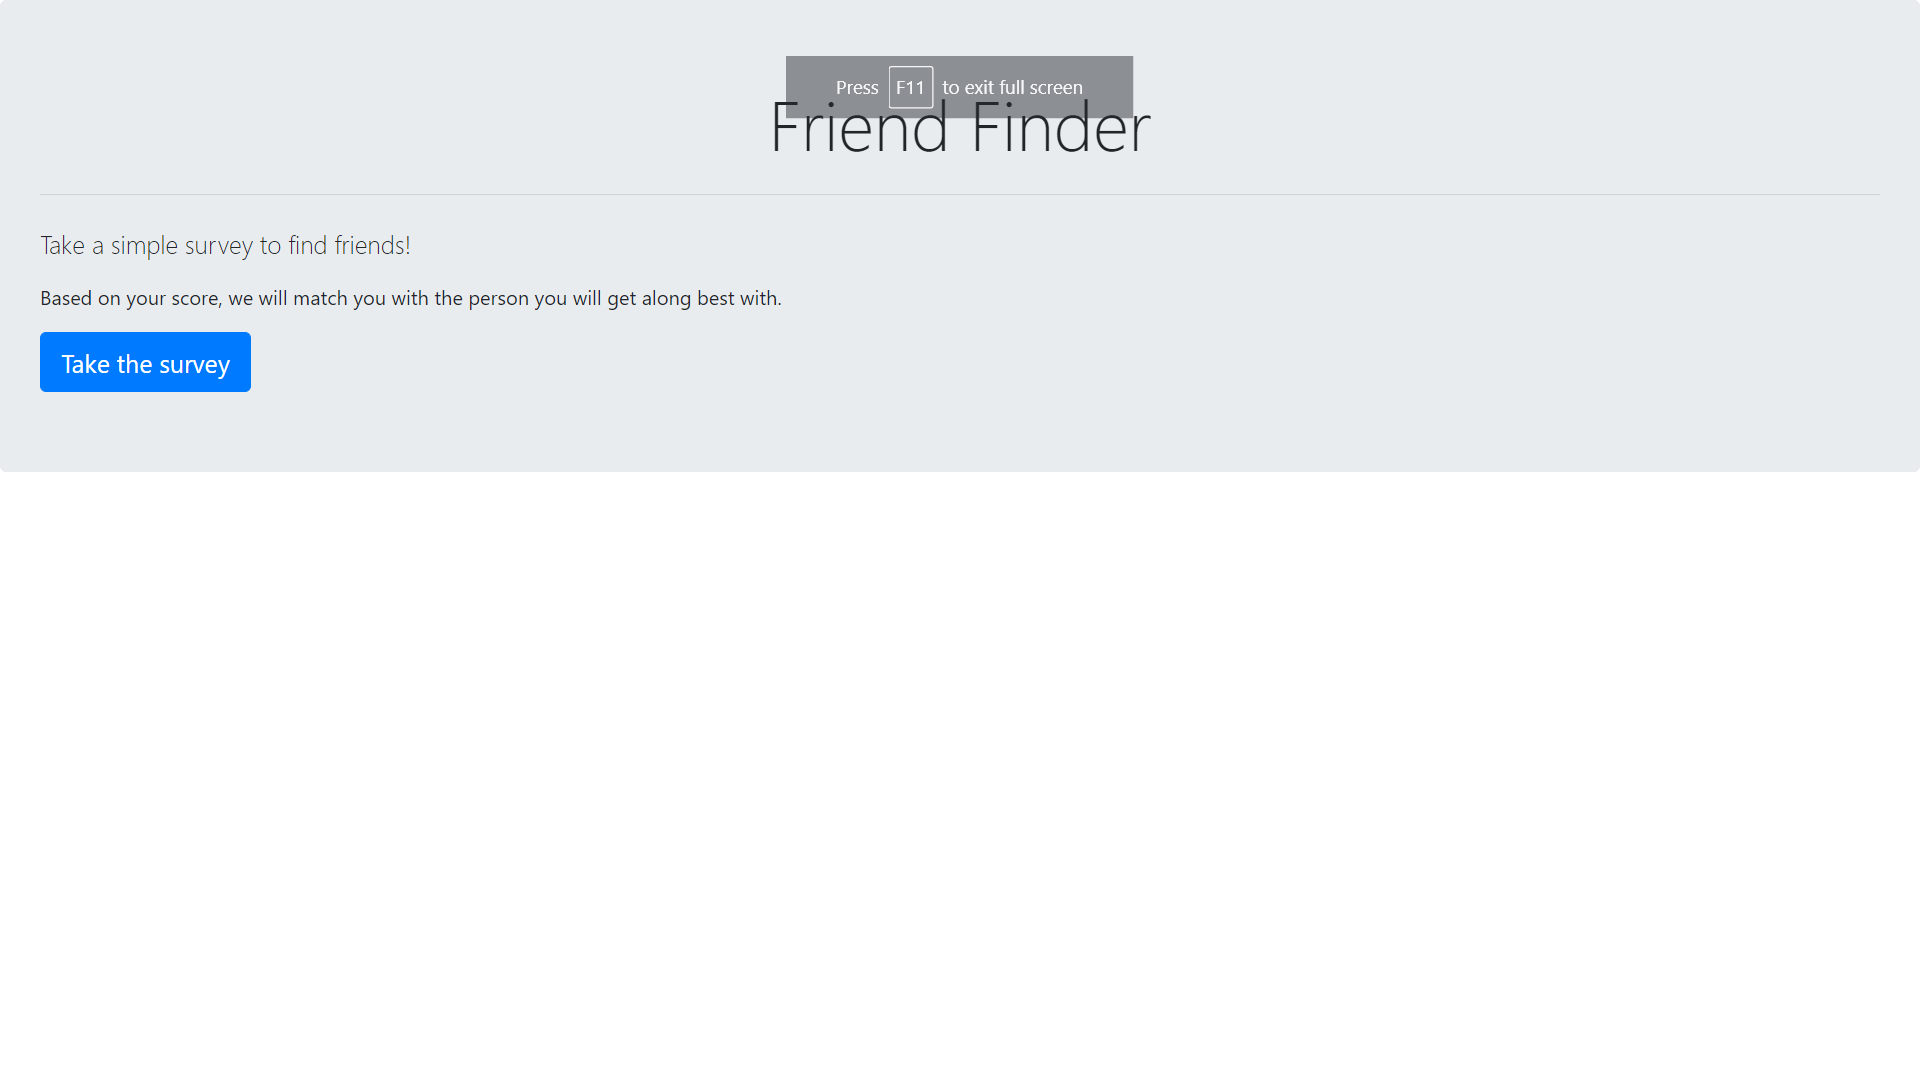 Press F11 to exit full screen
Friend Finder
Take a simple survey to find friends!
Based on your score, we will match you with the person you will get along best with.
Take the survey